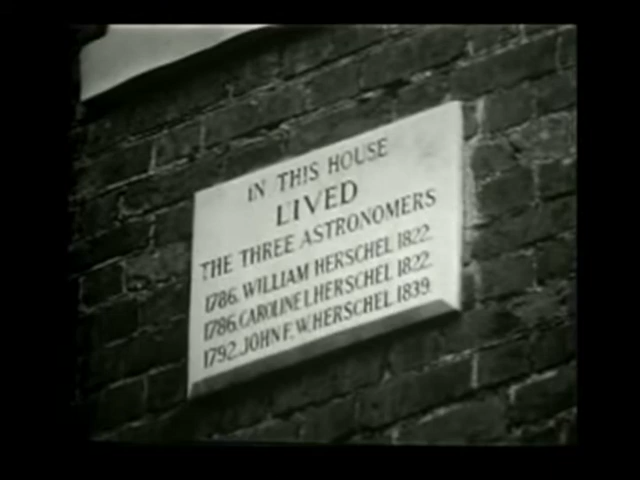 IN THIS HOUSE
LIVED
THE THREE ASTRONOMERS
1786. WILLIAM HERSCHEL 1822.
1786. CAROLINE L. HERSCHEL 1822.
1792. JOHN F. W. HERSCHEL 1839.